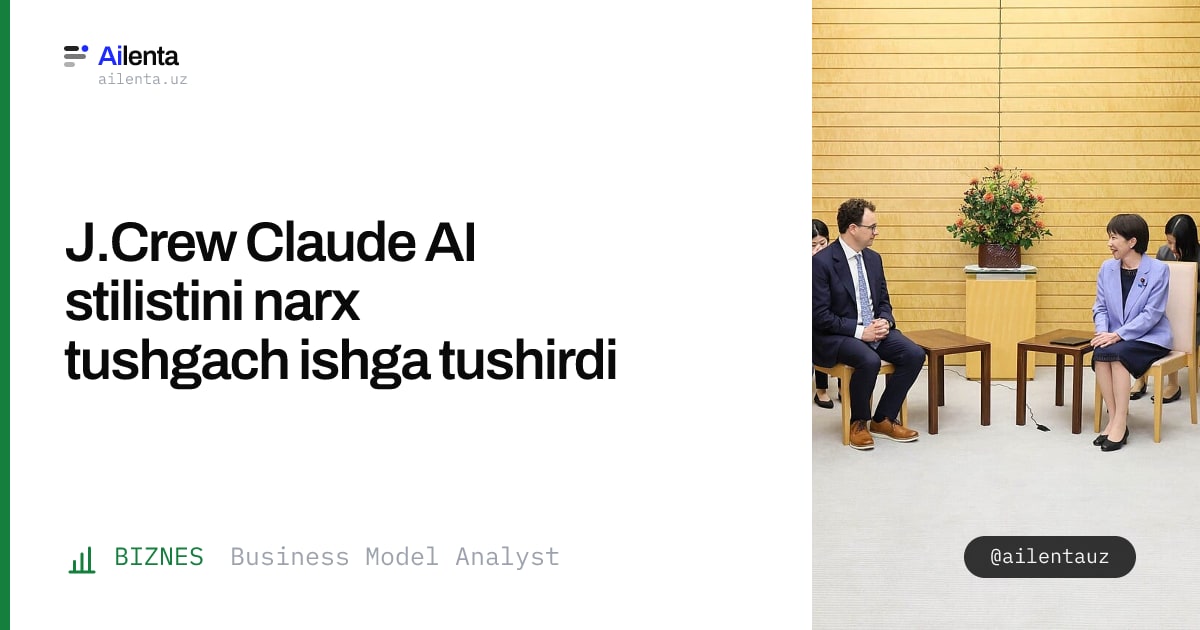 Ailenta
ailenta.uz
J.Crew Claude AI
stilistini narx
tushgach ishga tushirdi
BIZNES Business Model Analyst
@ailentauz